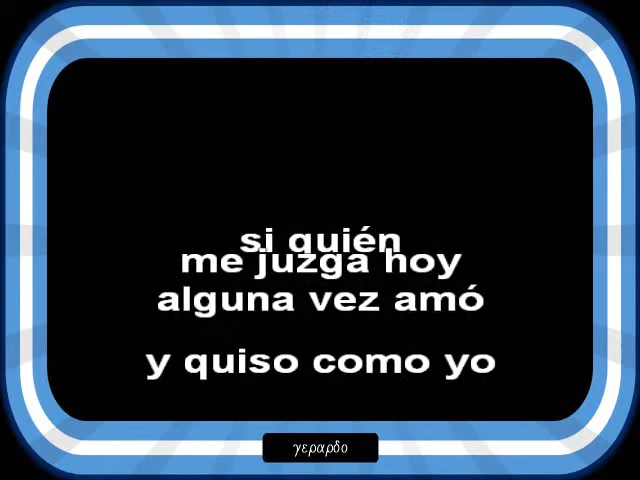 si quién
me juzga hoy
alguna vez amó
y quiso como yo
γεραρδο